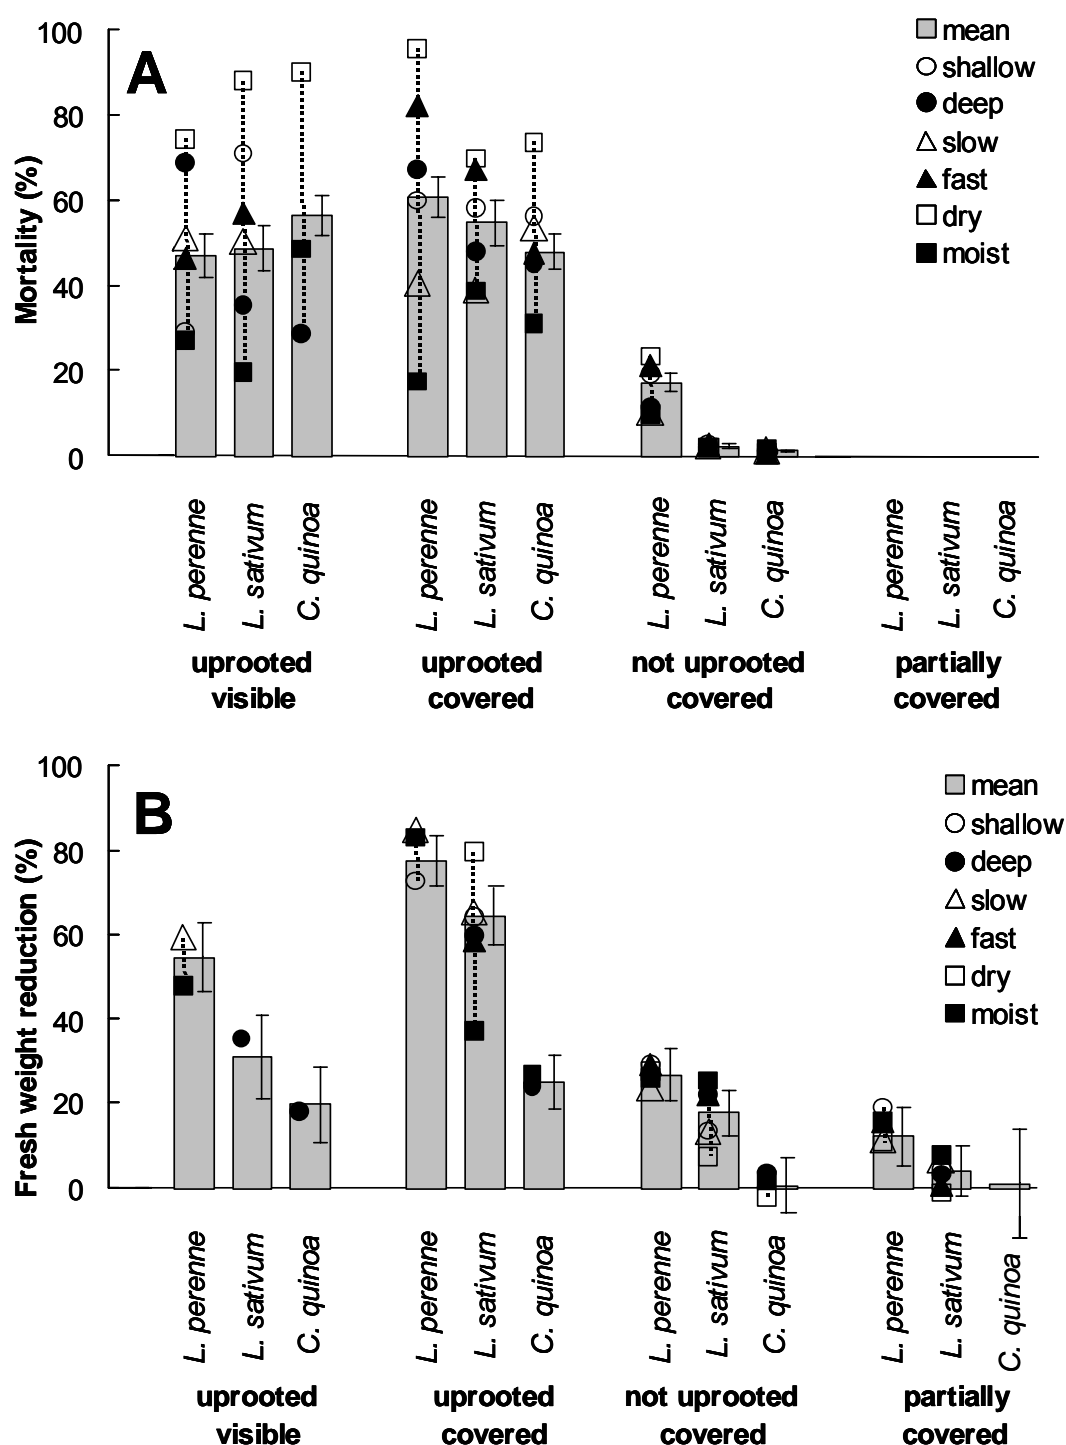 100
80
60
40
20
0
Mortality (%)
A
mean
shallow
deep
slow
fast
dry
moist
L. perenne
L. sativum
C. quinoa
L. perenne
L. sativum
C. quinoa
L. perenne
L. sativum
C. quinoa
L. perenne
L. sativum
C. quinoa
uprooted
visible
uprooted
covered
not uprooted
covered
partially
covered
100
80
60
40
20
0
Fresh weight reduction (%)
B
mean
shallow
deep
slow
fast
dry
moist
L. perenne
L. sativum
C. quinoa
L. perenne
L. sativum
C. quinoa
L. perenne
L. sativum
C. quinoa
L. perenne
L. sativum
C. quinoa
uprooted
visible
uprooted
covered
not uprooted
covered
partially
covered